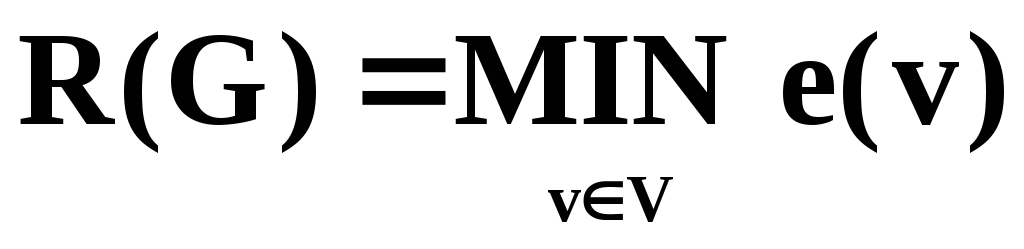 R(G) =MIN e(v)
v∈V